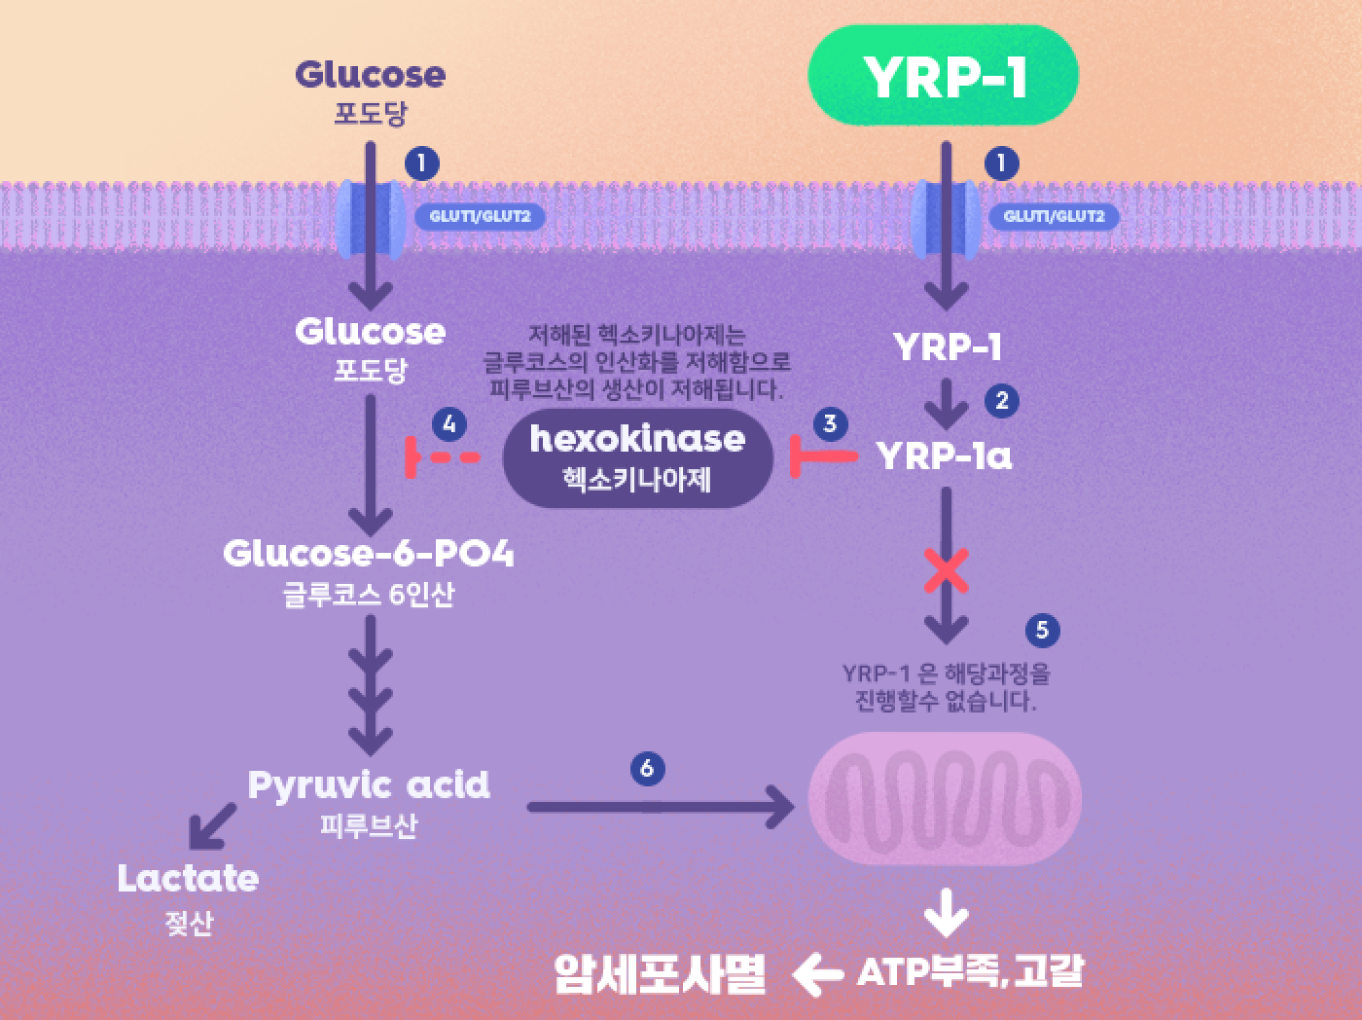 Glucose
포도당
YRP-1
1
GLUT1/GLUT2
1
GLUT1/GLUT2
Glucose
포도당
저해된 헥소키나아제는
글루코스의 인산화를 저해함으로
피루브산의 생산이 저해됩니다.
YRP-1
2
4
hexokinase
헥소키나아제
3
YRP-1a
Glucose-6-PO4
글루코스 6인산
5
YRP-1 은 해당과정을
진행할수 없습니다.
Pyruvic acid
피루브산
6
Lactate
젖산
암세포사멸
ATP부족, 고갈